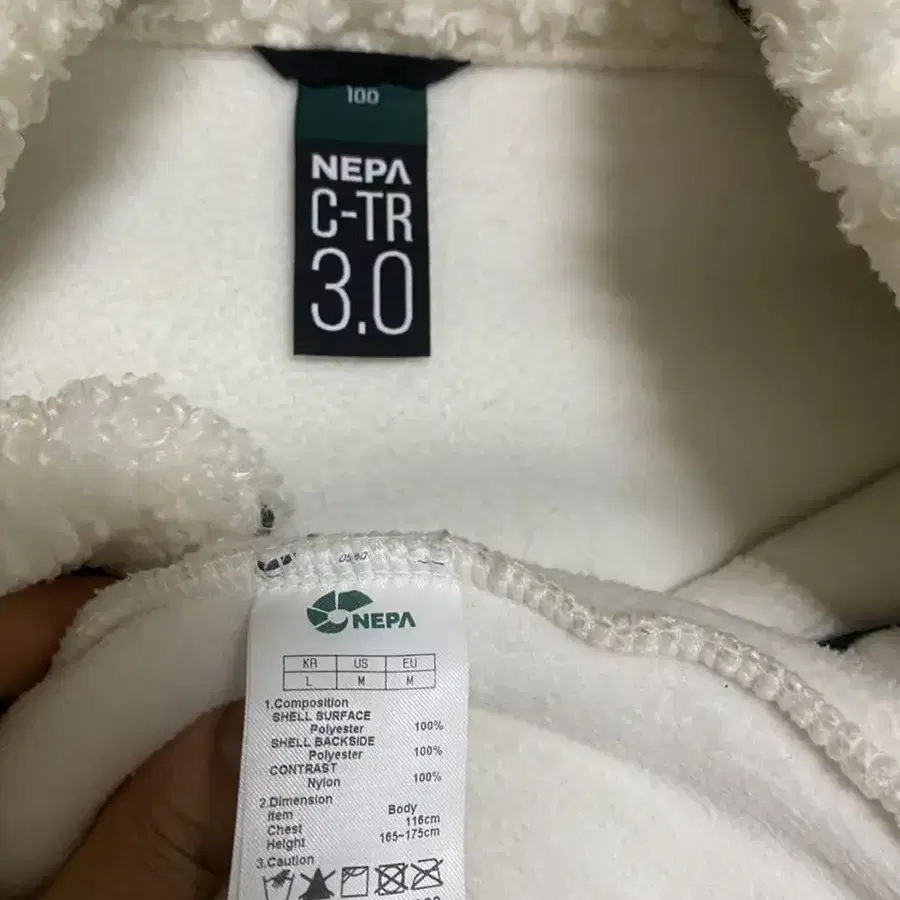 100
NEPA
C-TR
3.0
NEPA
KR US EU
L M M
1.Composition
SHELL SURFACE
Polyester 100%
SHELL BACKSIDE
Polyester 100%
CONTRAST
Nylon 100%
2.Dimension
Item Body
Chest 116cm
Height 165~175cm
3.Caution